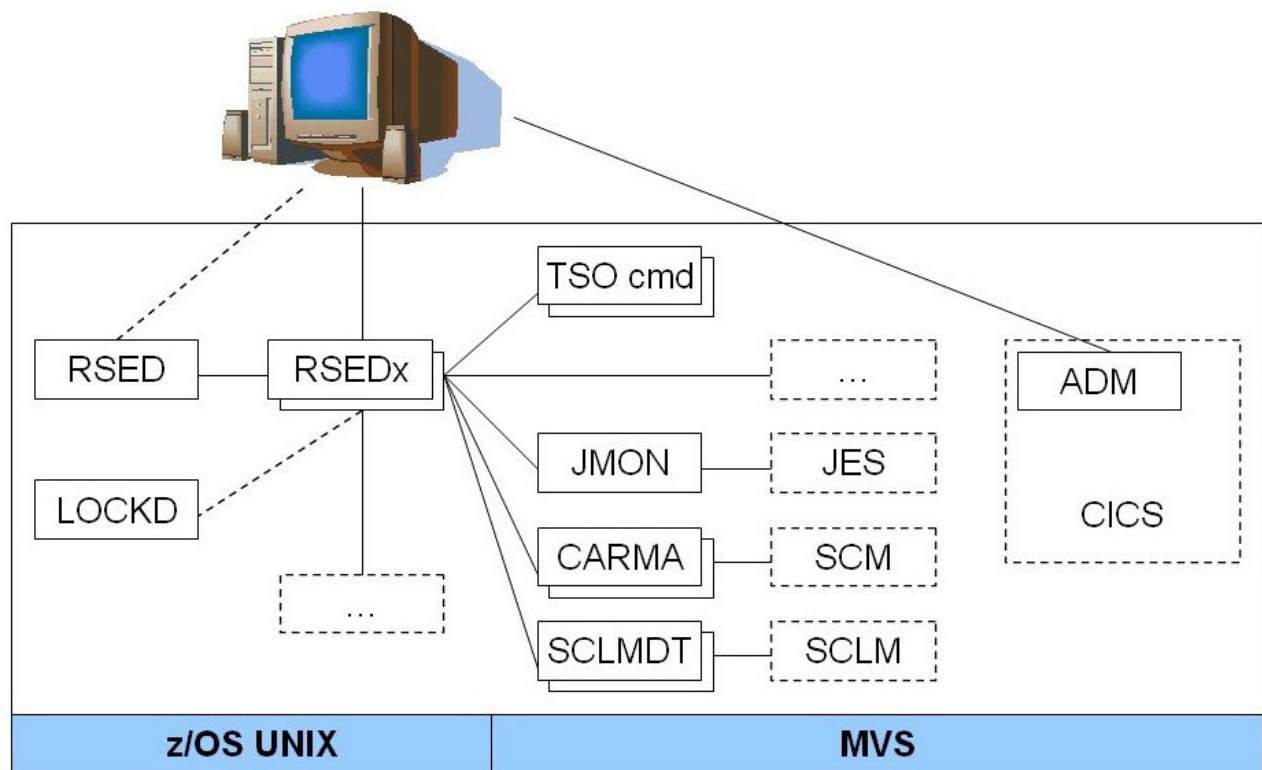 TSO cmd
RSED
RSEDx
...
ADM
LOCKD
JMON
JES
CICS
CARMA
SCM
...
SCLMDT
SCLM
z/OS UNIX
MVS